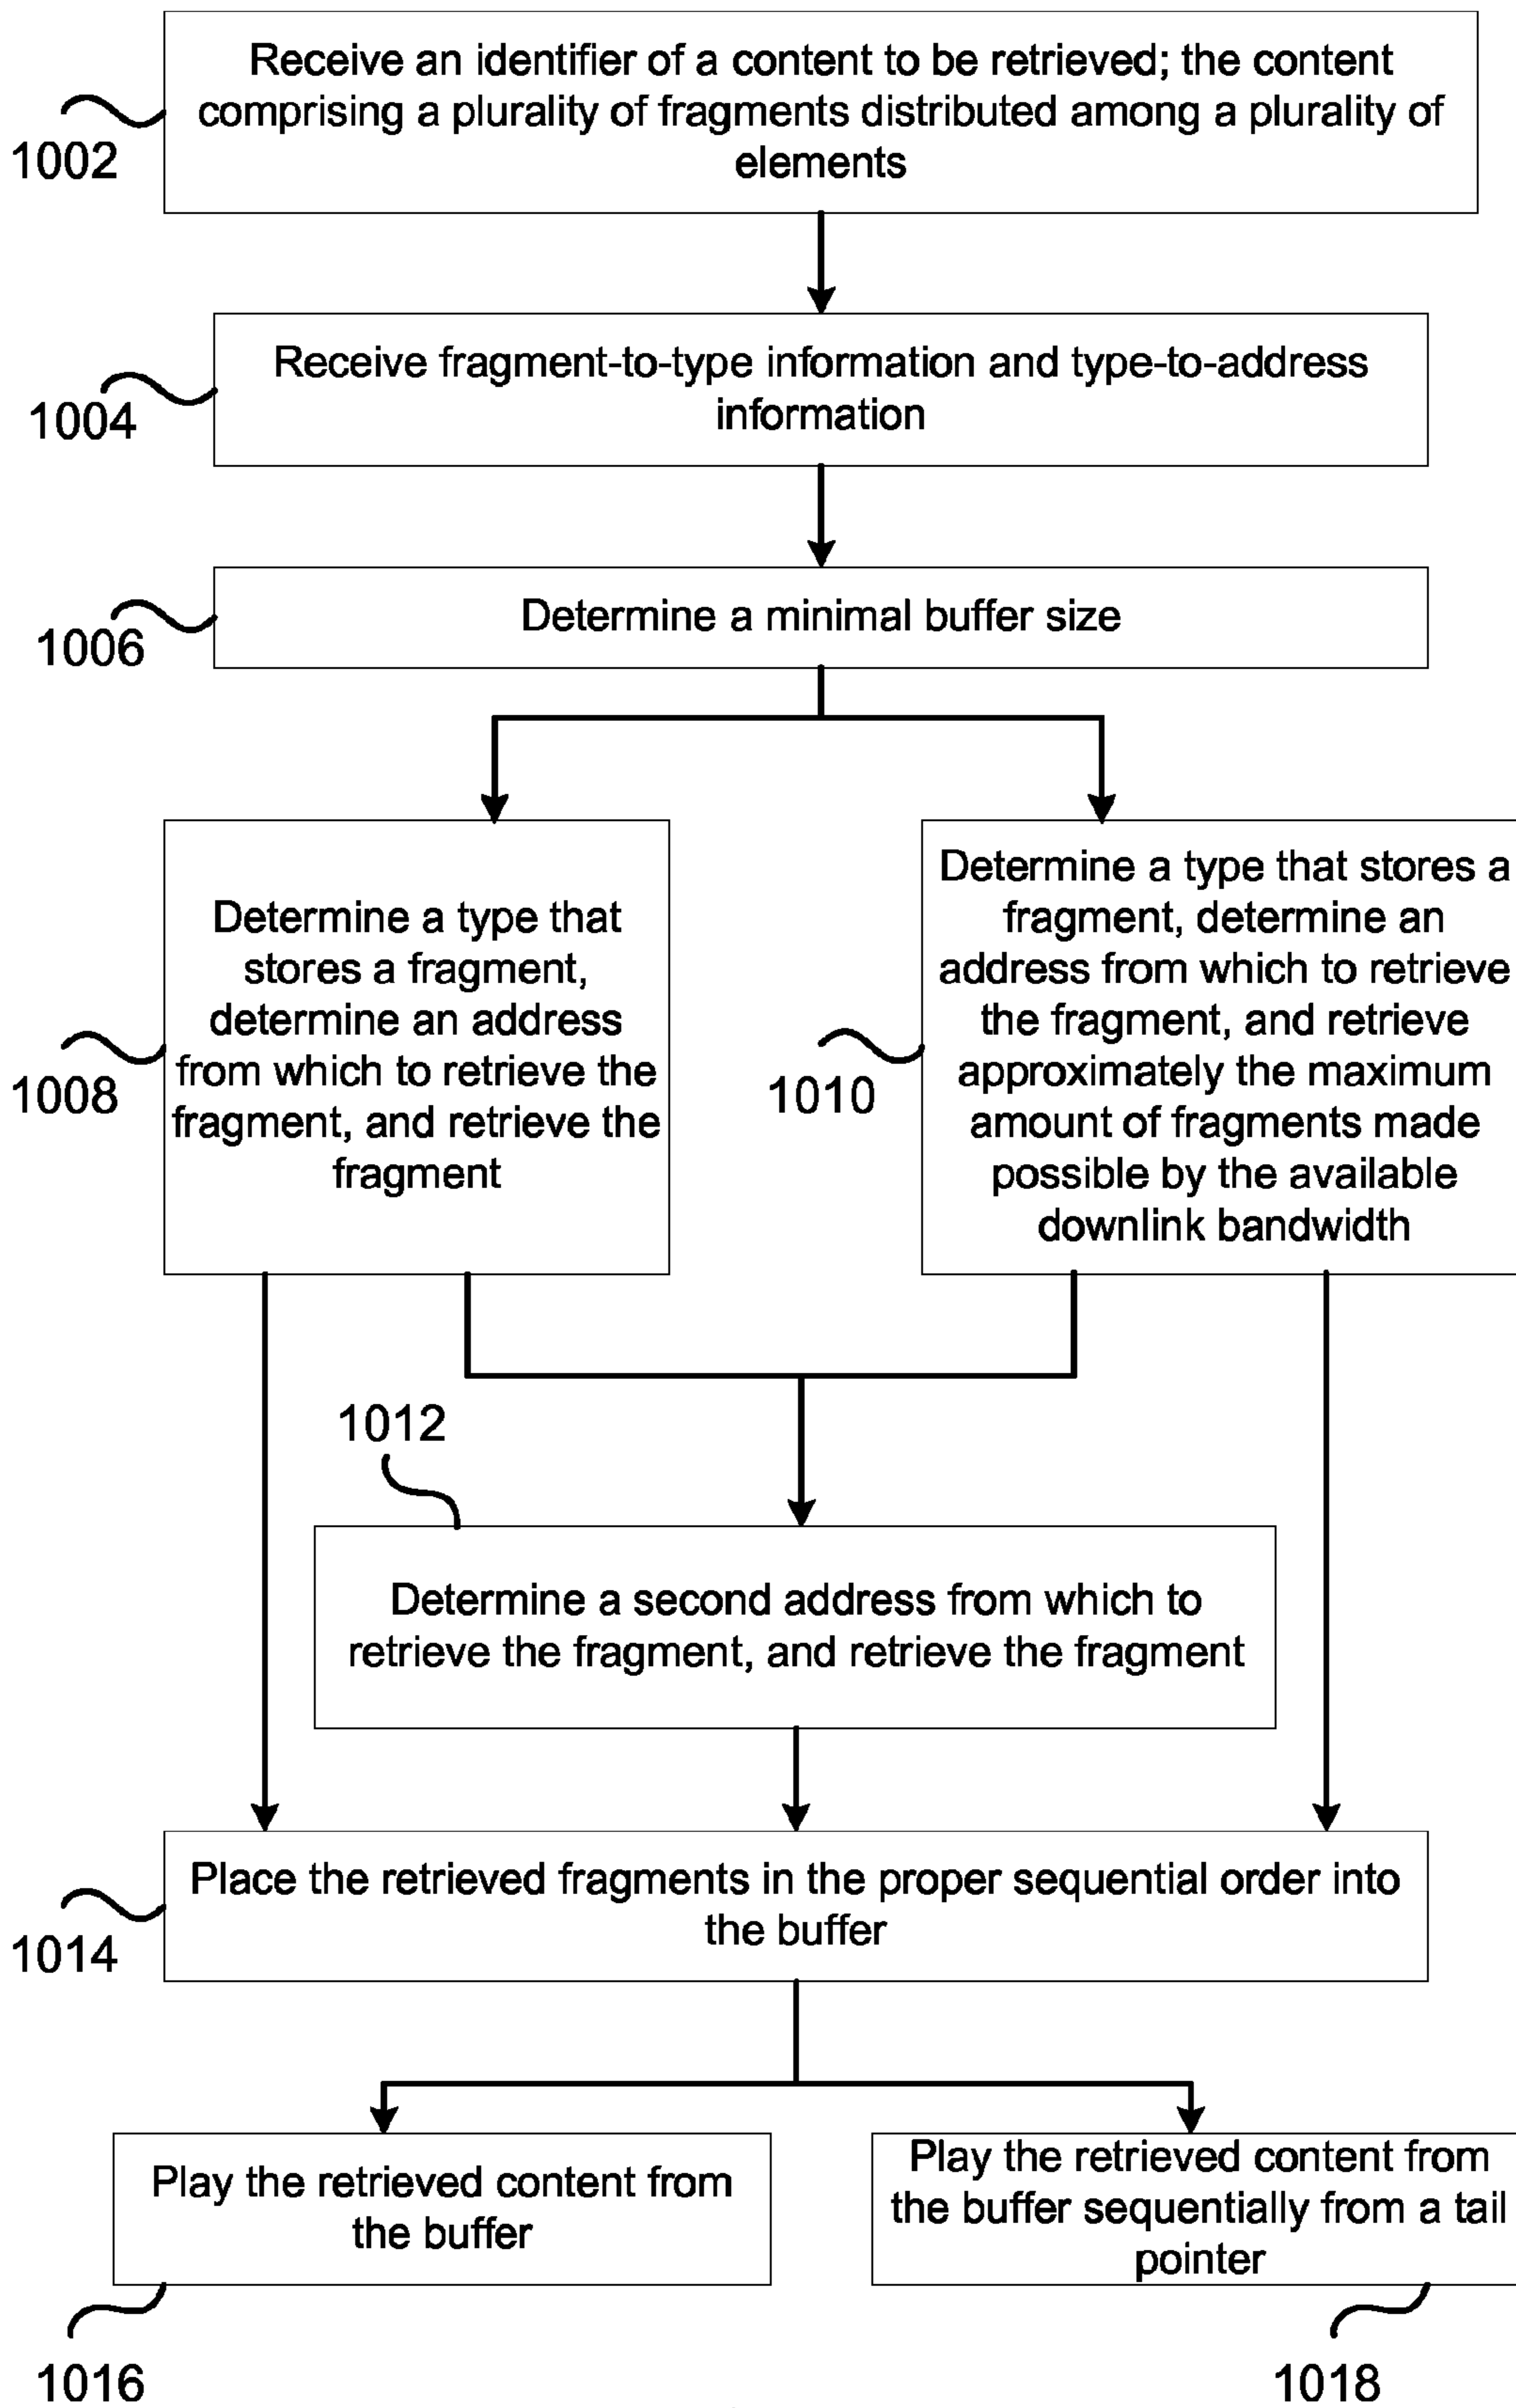 Receive an identifier of a content to be retrieved; the content
comprising a plurality of fragments distributed among a plurality of
elements
1002
Receive fragment-to-type information and type-to-address
information
1004
Determine a minimal buffer size
1006
Determine a type that
stores a fragment,
determine an address
from which to retrieve the
fragment, and retrieve the
fragment
1008
Determine a type that stores a
fragment, determine an
address from which to retrieve
the fragment, and retrieve
approximately the maximum
amount of fragments made
possible by the available
downlink bandwidth
1010
1012
Determine a second address from which to
retrieve the fragment, and retrieve the fragment
Place the retrieved fragments in the proper sequential order into
the buffer
1014
Play the retrieved content from
the buffer
1016
Play the retrieved content from
the buffer sequentially from a tail
pointer
1018